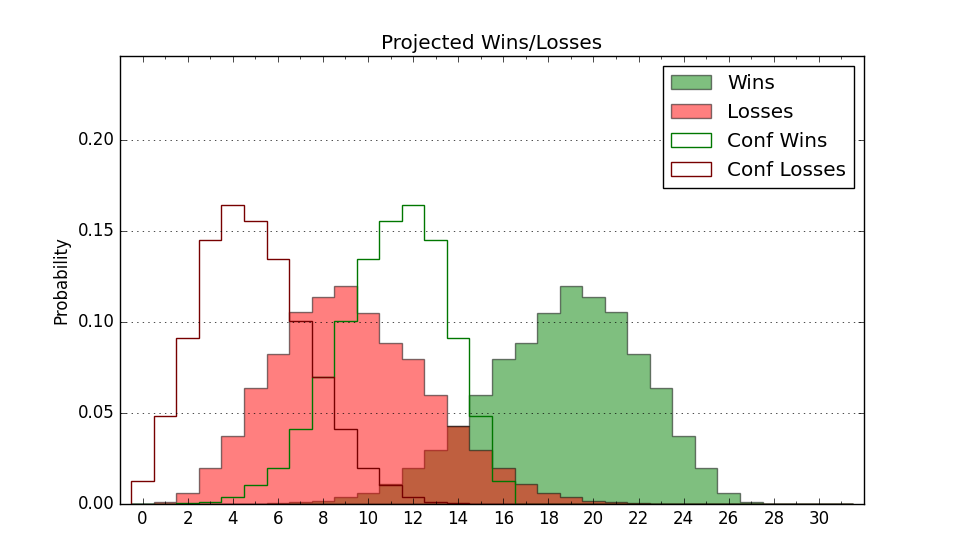 Projected Wins/Losses
Wins
Losses
Conf Wins
Conf Losses
Probability
0.20
0.15
0.10
0.05
0.00
0 2 4 6 8 10 12 14 16 18 20 22 24 26 28 30